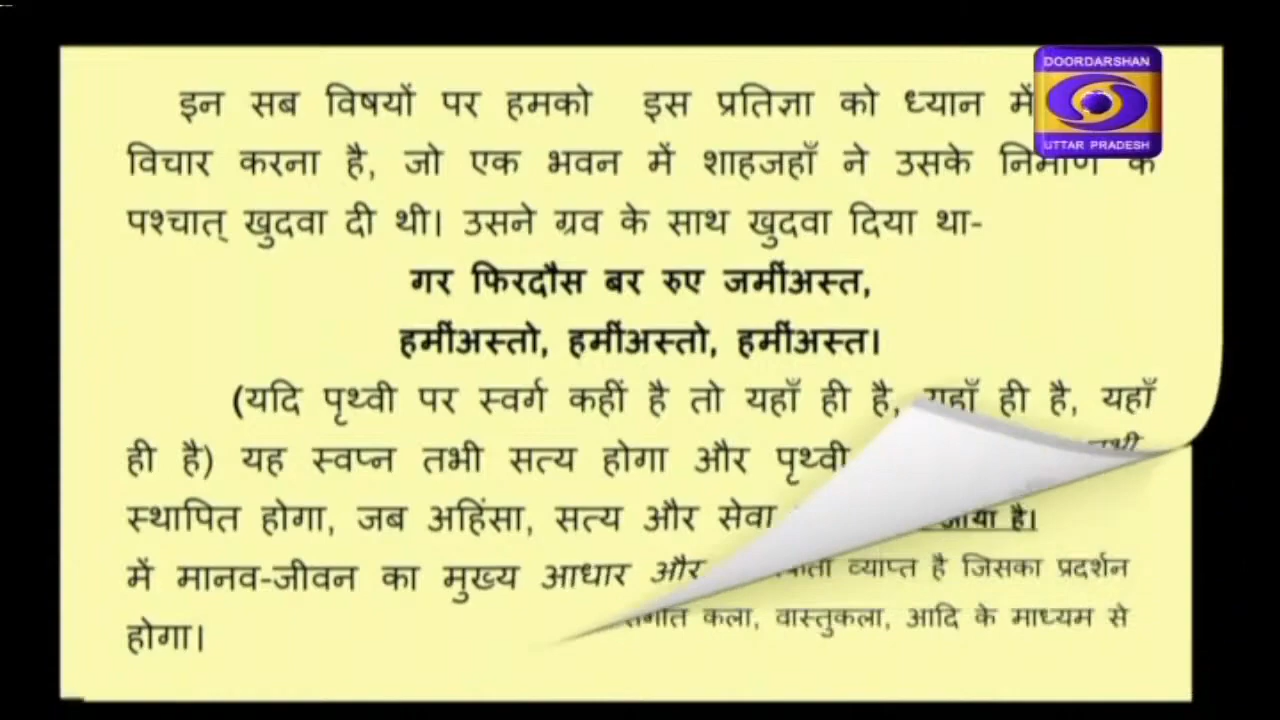 DOORDARSHAN
UTTAR PRADESH
इन सब विषयों पर हमको इस प्रतिज्ञा को ध्यान में
विचार करना है, जो एक भवन में शाहजहाँ ने उसके निर्माण के
पश्चात् खुदवा दी थी। उसने ग्रव के साथ खुदवा दिया था-
गर फिरदौस बर रुए जमींअस्त,
हमींअस्तो, हमींअस्तो, हमींअस्त।
(यदि पृथ्वी पर स्वर्ग कहीं है तो यहाँ ही है, यहाँ ही है, यहाँ
ही है) यह स्वप्न तभी सत्य होगा और पृथ्वी तभी
स्थापित होगा, जब अहिंसा, सत्य और सेवा आया है।
में मानव-जीवन का मुख्य आधार और व्याप्त है जिसका प्रदर्शन
कला, वास्तुकला, आदि के माध्यम से
होगा।